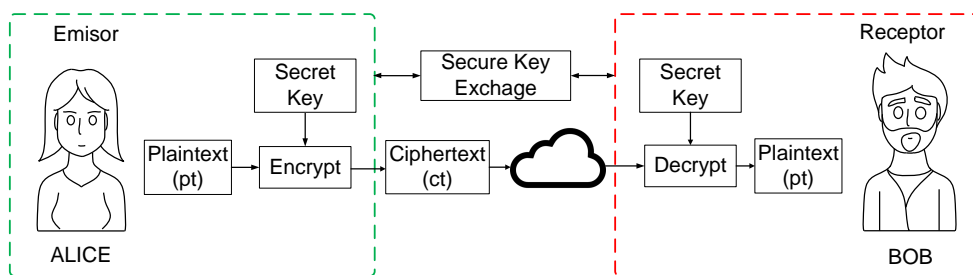 Emisor
Receptor
Secret
Key
Secure Key
Exchage
Secret
Key
Plaintext
(pt)
Encrypt
Ciphertext
(ct)
Decrypt
Plaintext
(pt)
ALICE
BOB